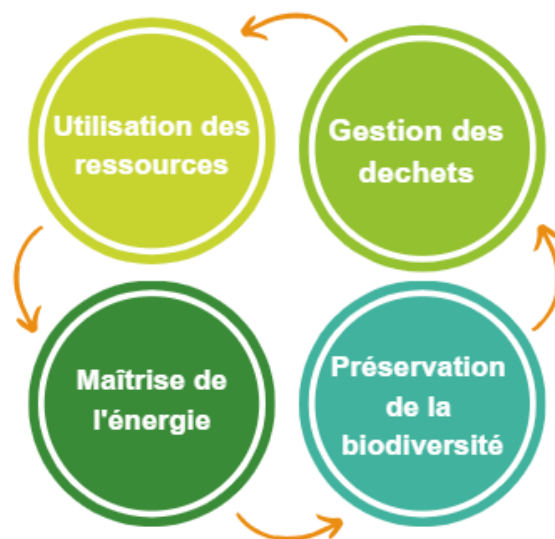 Utilisation des
ressources
Gestion des
dechets
Maîtrise de
l'énergie
Préservation
de la
biodiversité